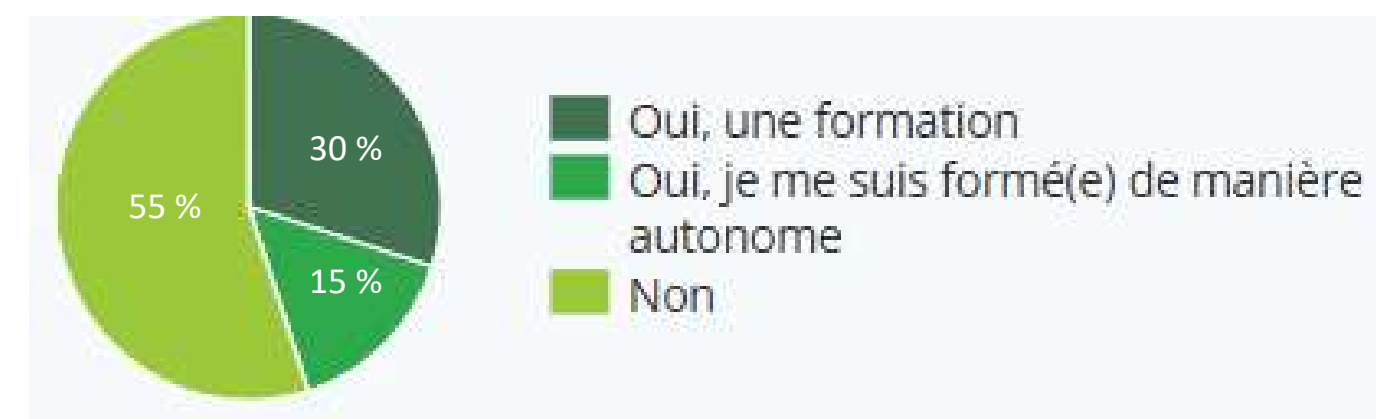 30 %
55 %
15 %
Oui, une formation
Oui, je me suis formé(e) de manière
autonome
Non